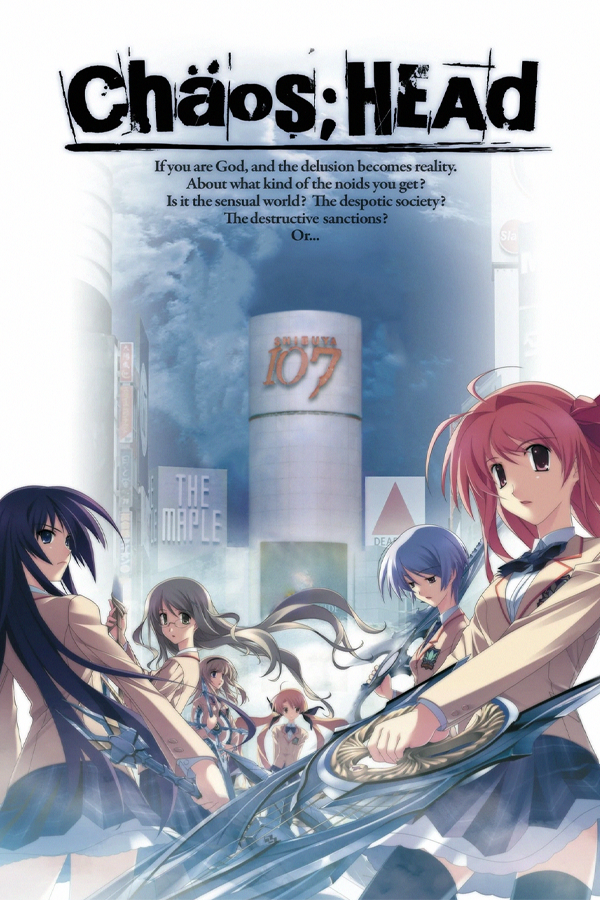 Chäos;HEAd
If you are God, and the delusion becomes reality.
About what kind of the noids you get?
Is it the sensual world? The despotic society?
The destructive sanctions?
Or...
SHIBUYA
107
THE
MAPLE